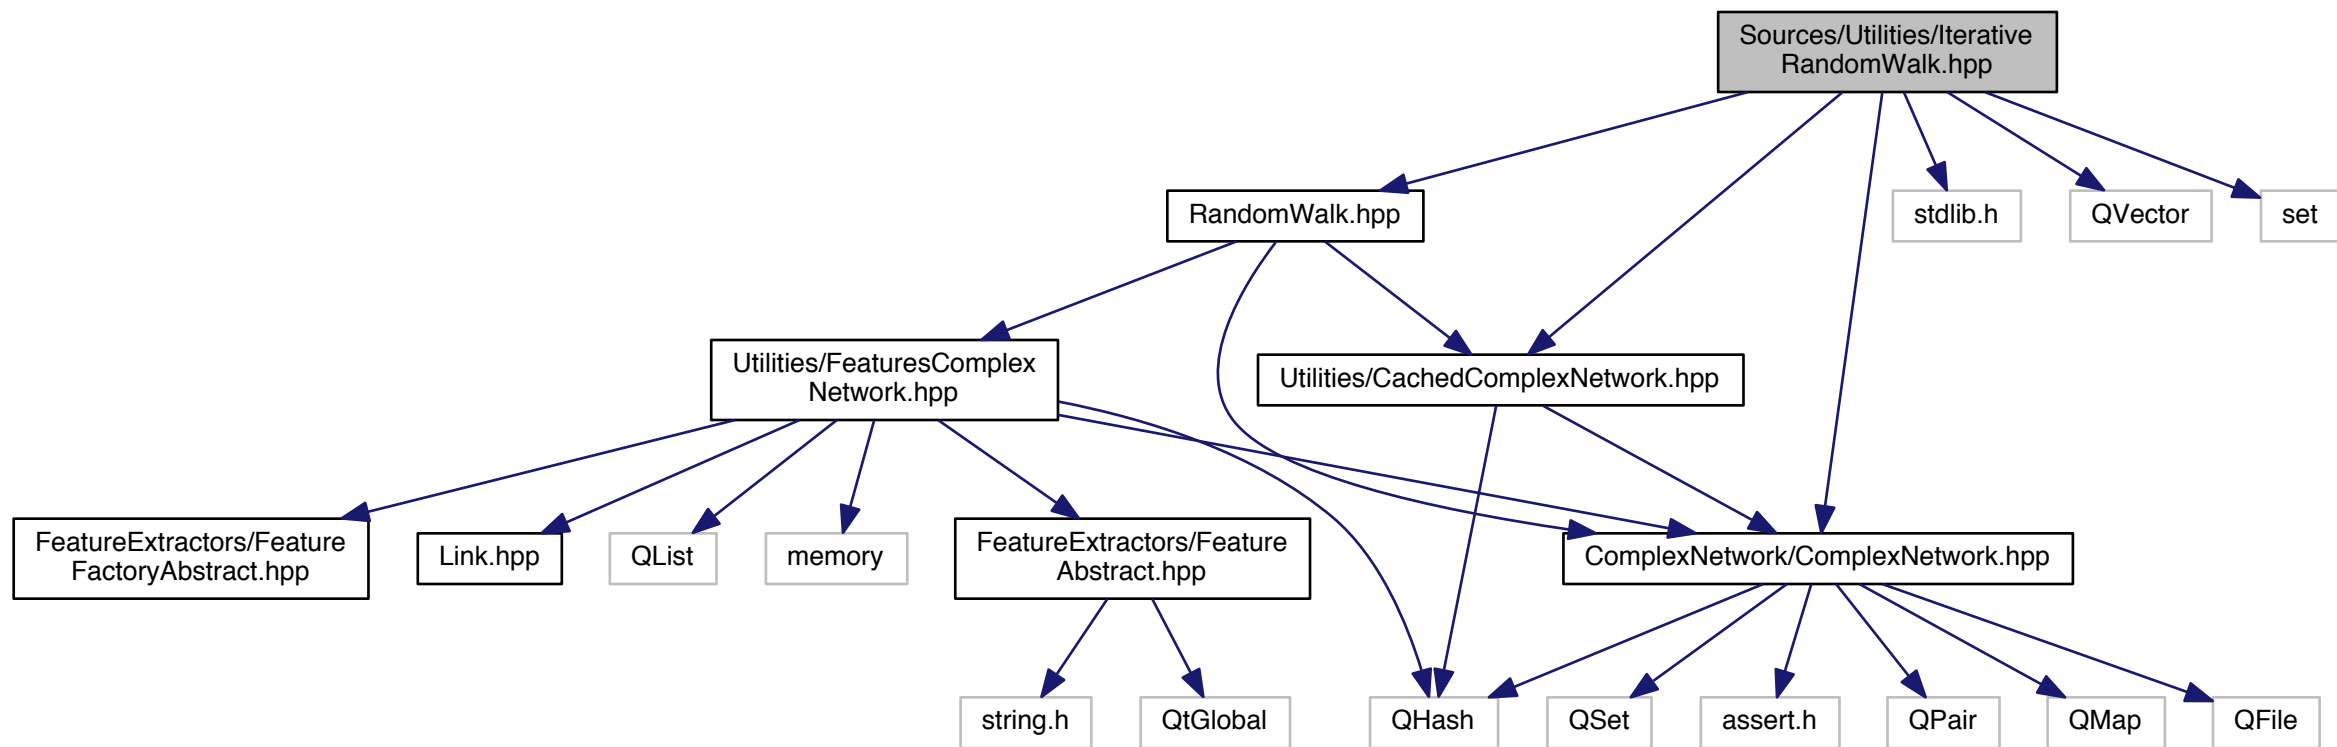 Sources/Utilities/Iterative
RandomWalk.hpp
RandomWalk.hpp
stdlib.h
QVector
set
Utilities/FeaturesComplex
Network.hpp
Utilities/CachedComplexNetwork.hpp
FeatureExtractors/Feature
FactoryAbstract.hpp
Link.hpp
QList
memory
FeatureExtractors/Feature
Abstract.hpp
ComplexNetwork/ComplexNetwork.hpp
string.h
QtGlobal
QHash
QSet
assert.h
QPair
QMap
QFile